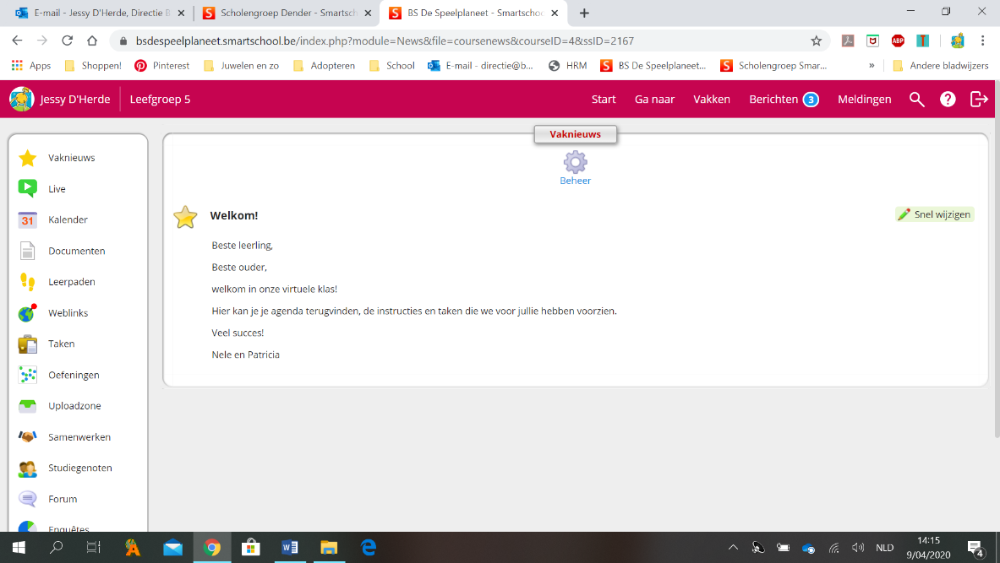 E-mail - Jessy D'Herde, Directie B
Scholengroep Dender - Smartsch
BS De Speelplaneet - Smartschoo
bsdespeelplaneet.smartschool.be/index.php?module=News&file=coursenews&courseID=4&ssID=2167
ABP
Apps
Shoppen!
Pinterest
Juwelen en zo
Adopteren
School
E-mail - directie@b...
HRM
BS De Speelplaneet...
Scholengroep Smar...
»
Andere bladwijzers
Jessy D'Herde
Leefgroep 5
Start
Ga naar
Vakken
Berichten 3
Meldingen
Vaknieuws
Live
31 Kalender
Documenten
Leerpaden
Weblinks
Taken
Oefeningen
Uploadzone
Samenwerken
Studiegenoten
Forum
Enquêtes
Vaknieuws
Beheer
Welkom!
Snel wijzigen
Beste leerling,
Beste ouder,
welkom in onze virtuele klas!
Hier kan je je agenda terugvinden, de instructies en taken die we voor jullie hebben voorzien.
Veel succes!
Nele en Patricia
NLD
14:15
9/04/2020
4